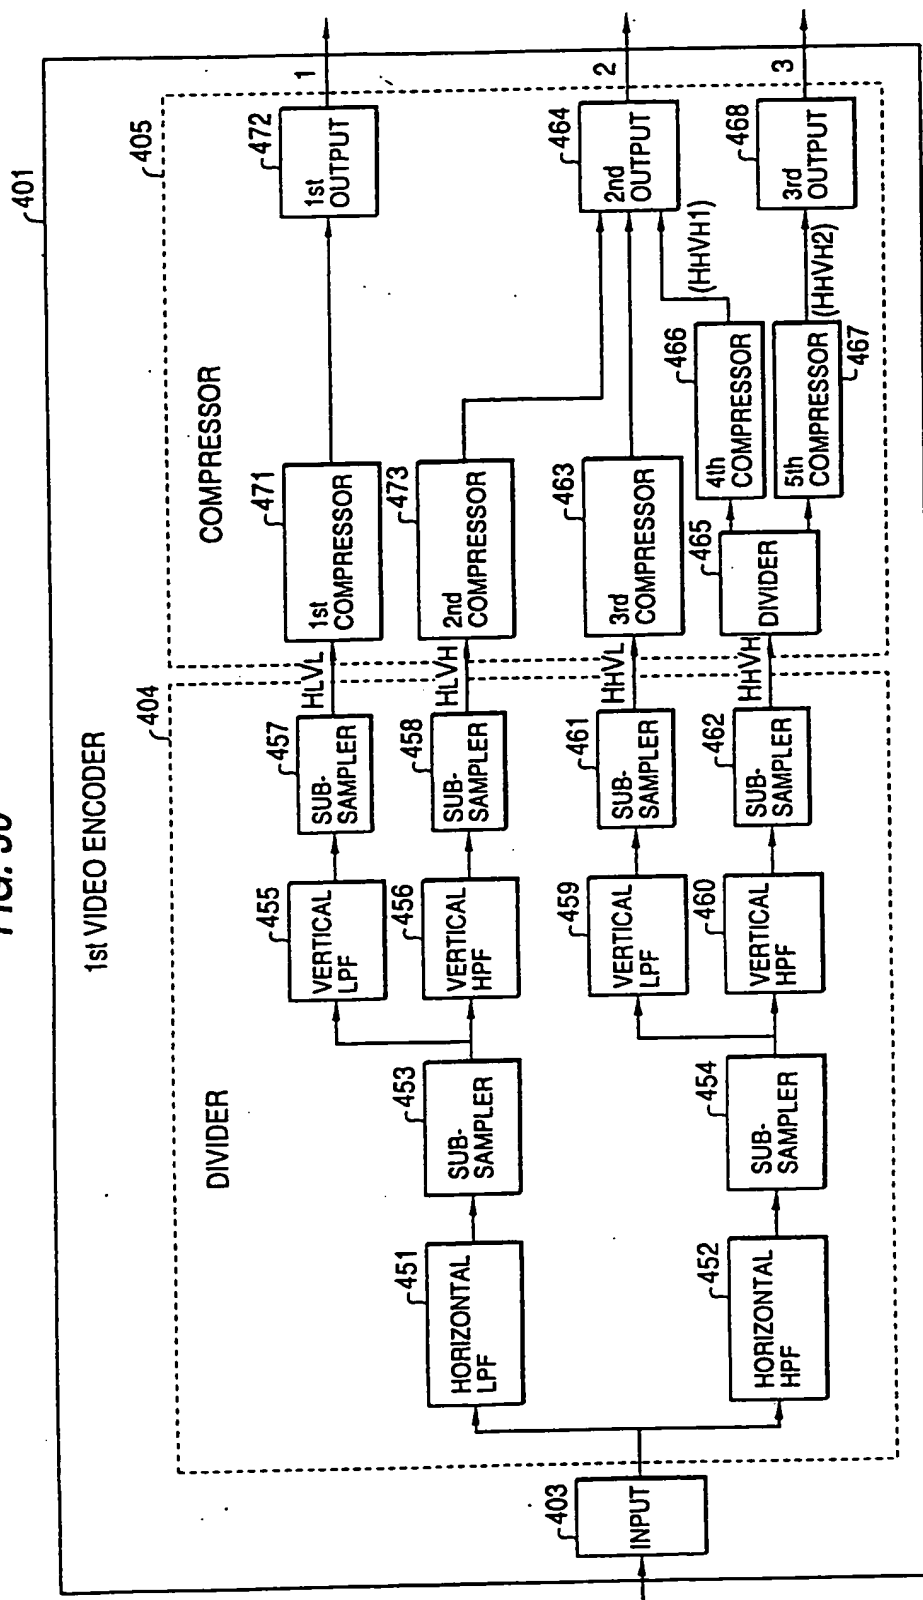 FIG.
401
1st VIDEO ENCODER
404
405
DIVIDER
COMPRESSOR
403
INPUT
451
HORIZONTAL
LPF
453
SUB-
SAMPLER
455
VERTICAL
LPF
457
SUB-
SAMPLER
HLVL
471
1st
COMPRESSOR
472
1st
OUTPUT
1
456
VERTICAL
HPF
458
SUB-
SAMPLER
HLVH
473
2nd
COMPRESSOR
452
HORIZONTAL
HPF
454
SUB-
SAMPLER
459
VERTICAL
LPF
461
SUB-
SAMPLER
HHVL
463
3rd
COMPRESSOR
464
2nd
OUTPUT
2
460
VERTICAL
HPF
462
SUB-
SAMPLER
HHVH
465
DIVIDER
466
4th
COMPRESSOR
(HHVH1)
5th
COMPRESSOR
467
(HHVH2)
468
3rd
OUTPUT
3